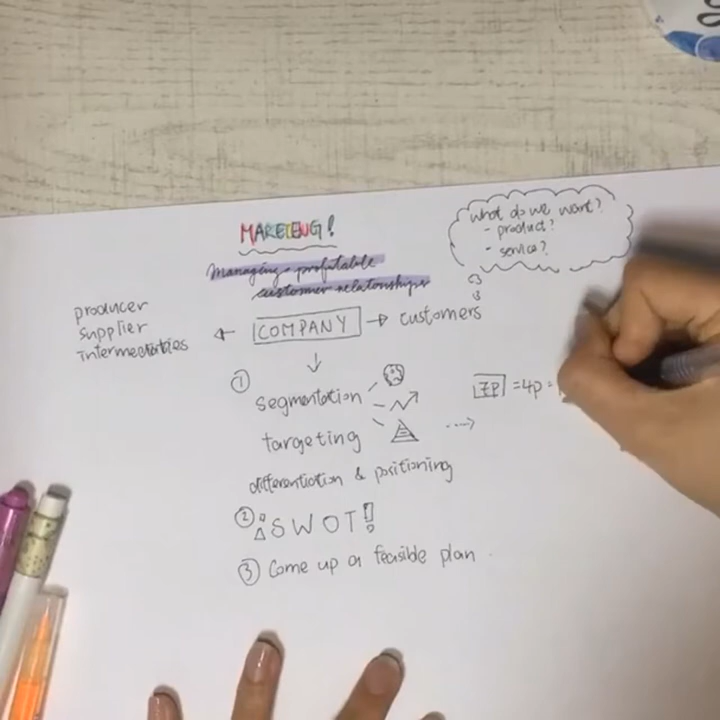 MARETEUG!
What do we want?
- product?
- service?
managing profitable
customer relationships
producer
supplier
intermediaries
COMPANY
customers
①
segmentation
targeting
differentiation & positioning
7P = 4P
② SWOT!
③ Come up a feasible plan.